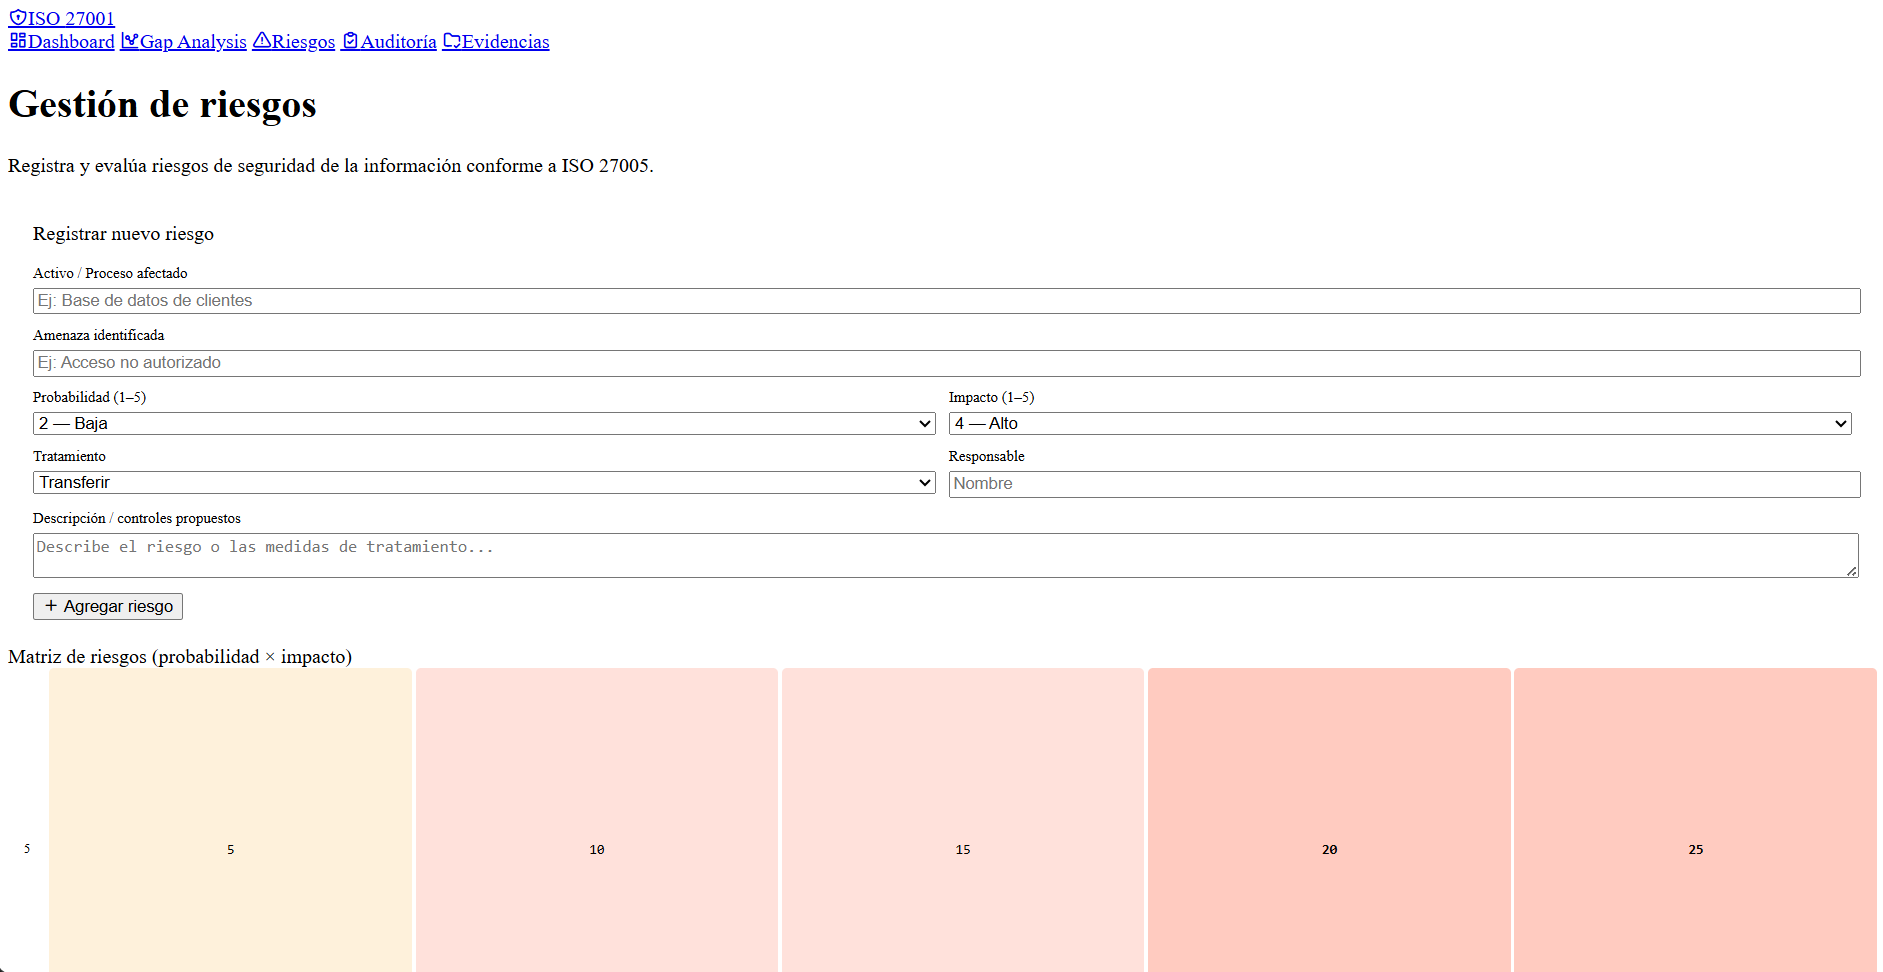 ISO 27001
Dashboard Gap Analysis Riesgos Auditoría Evidencias
Gestión de riesgos
Registra y evalúa riesgos de seguridad de la información conforme a ISO 27005.
Registrar nuevo riesgo
Activo / Proceso afectado
Ej: Base de datos de clientes
Amenaza identificada
Ej: Acceso no autorizado
Probabilidad (1–5) Impacto (1–5)
2 — Baja 4 — Alto
Tratamiento Responsable
Transferir Nombre
Descripción / controles propuestos
Describe el riesgo o las medidas de tratamiento...
+ Agregar riesgo
Matriz de riesgos (probabilidad × impacto)
5 5 10 15 20 25